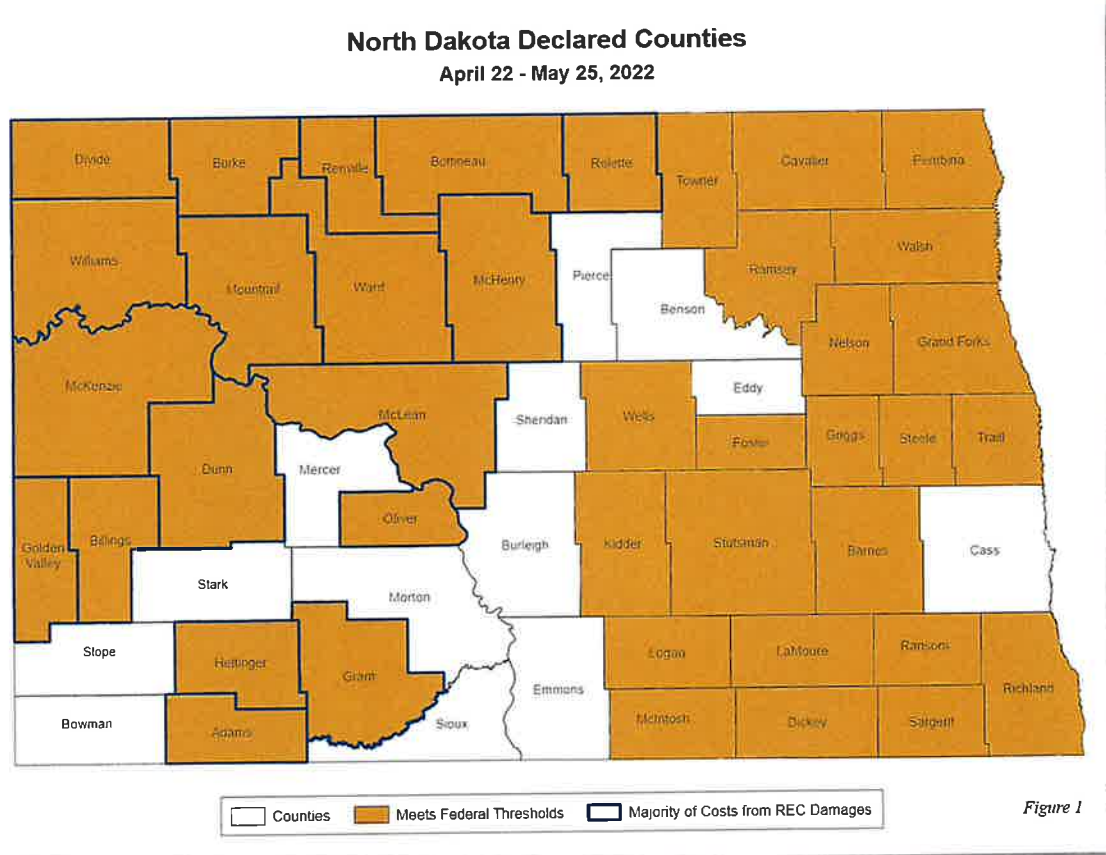 North Dakota Declared Counties
April 22 - May 25, 2022
Divide
Burke
Renville
Bottineau
Rolette
Towner
Cavalier
Pembina
Williams
Mountrail
Ward
McHenry
Pierce
Benson
Ramsey
Walsh
Nelson
Grand Forks
McKenzie
McLean
Sheridan
Wells
Eddy
Foster
Griggs
Steele
Traill
Dunn
Mercer
Oliver
Golden
Valley
Billings
Stark
Morton
Burleigh
Kidder
Stutsman
Barnes
Cass
Slope
Hettinger
Grant
Emmons
Logan
LaMoure
Ransom
Richland
Bowman
Adams
Sioux
McIntosh
Dickey
Sargent
Counties
Meets Federal Thresholds
Majority of Costs from REC Damages
Figure 1